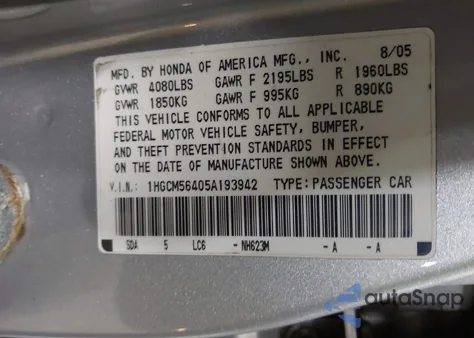 MFD. BY HONDA OF AMERICA MFG., INC. 8/05
GVWR 4080LBS GAWR F 2195LBS R 1960LBS
GVWR 1850KG GAWR F 995KG R 890KG
THIS VEHICLE CONFORMS TO ALL APPLICABLE
FEDERAL MOTOR VEHICLE SAFETY, BUMPER,
AND THEFT PREVENTION STANDARDS IN EFFECT
ON THE DATE OF MANUFACTURE SHOWN ABOVE.
V.I.N.: 1HGCM56405A193942 TYPE: PASSENGER CAR
SDA 5 LC6 -NH623M -A -A
autoSnap